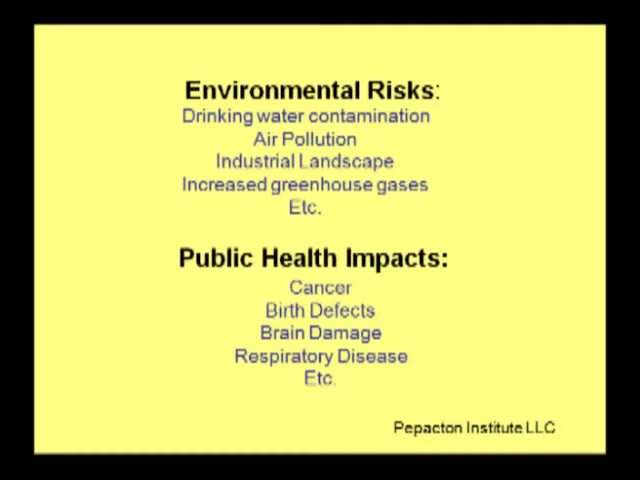 Environmental Risks:
Drinking water contamination
Air Pollution
Industrial Landscape
Increased greenhouse gases
Etc.
Public Health Impacts:
Cancer
Birth Defects
Brain Damage
Respiratory Disease
Etc.
Pepacton Institute LLC